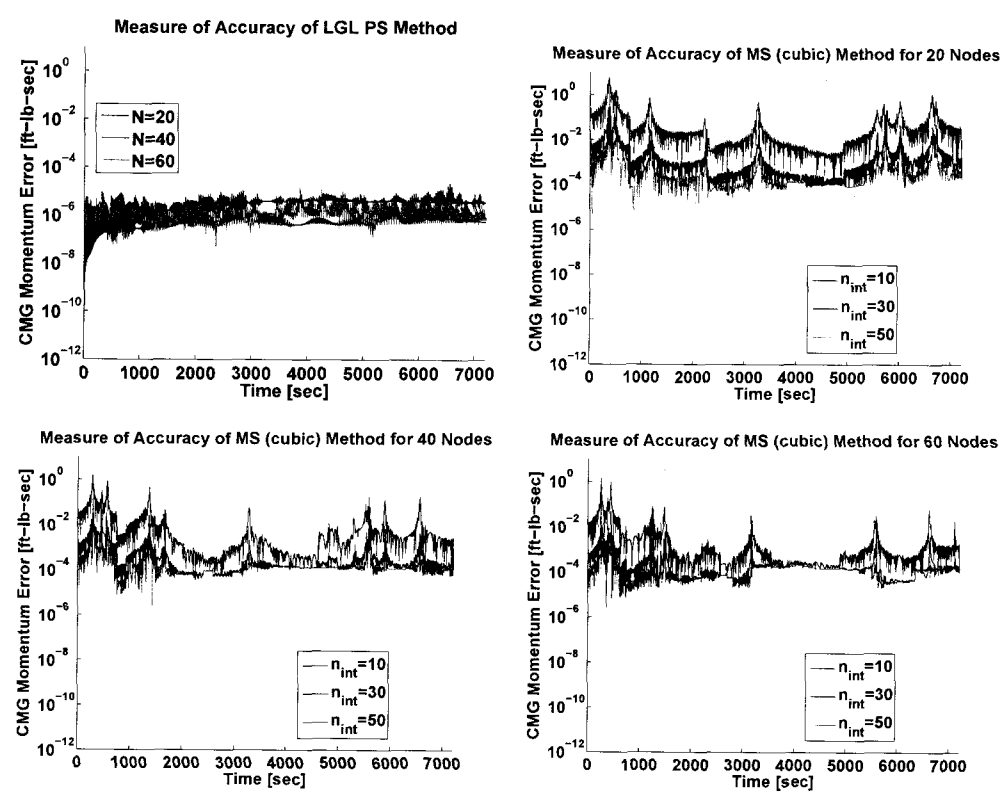 Measure of Accuracy of LGL PS Method
CMG Momentum Error [ft-lb-sec]
10^0
10^-2
10^-4
10^-6
10^-8
10^-10
10^-12
N=20
N=40
N=60
0 1000 2000 3000 4000 5000 6000 7000
Time [sec]
Measure of Accuracy of MS (cubic) Method for 20 Nodes
CMG Momentum Error [ft-lb-sec]
10^0
10^-2
10^-4
10^-6
10^-8
10^-10
10^-12
n_int=10
n_int=30
n_int=50
0 1000 2000 3000 4000 5000 6000 7000
Time [sec]
Measure of Accuracy of MS (cubic) Method for 40 Nodes
CMG Momentum Error [ft-lb-sec]
10^0
10^-2
10^-4
10^-6
10^-8
10^-10
10^-12
n_int=10
n_int=30
n_int=50
0 1000 2000 3000 4000 5000 6000 7000
Time [sec]
Measure of Accuracy of MS (cubic) Method for 60 Nodes
CMG Momentum Error [ft-lb-sec]
10^0
10^-2
10^-4
10^-6
10^-8
10^-10
10^-12
n_int=10
n_int=30
n_int=50
0 1000 2000 3000 4000 5000 6000 7000
Time [sec]